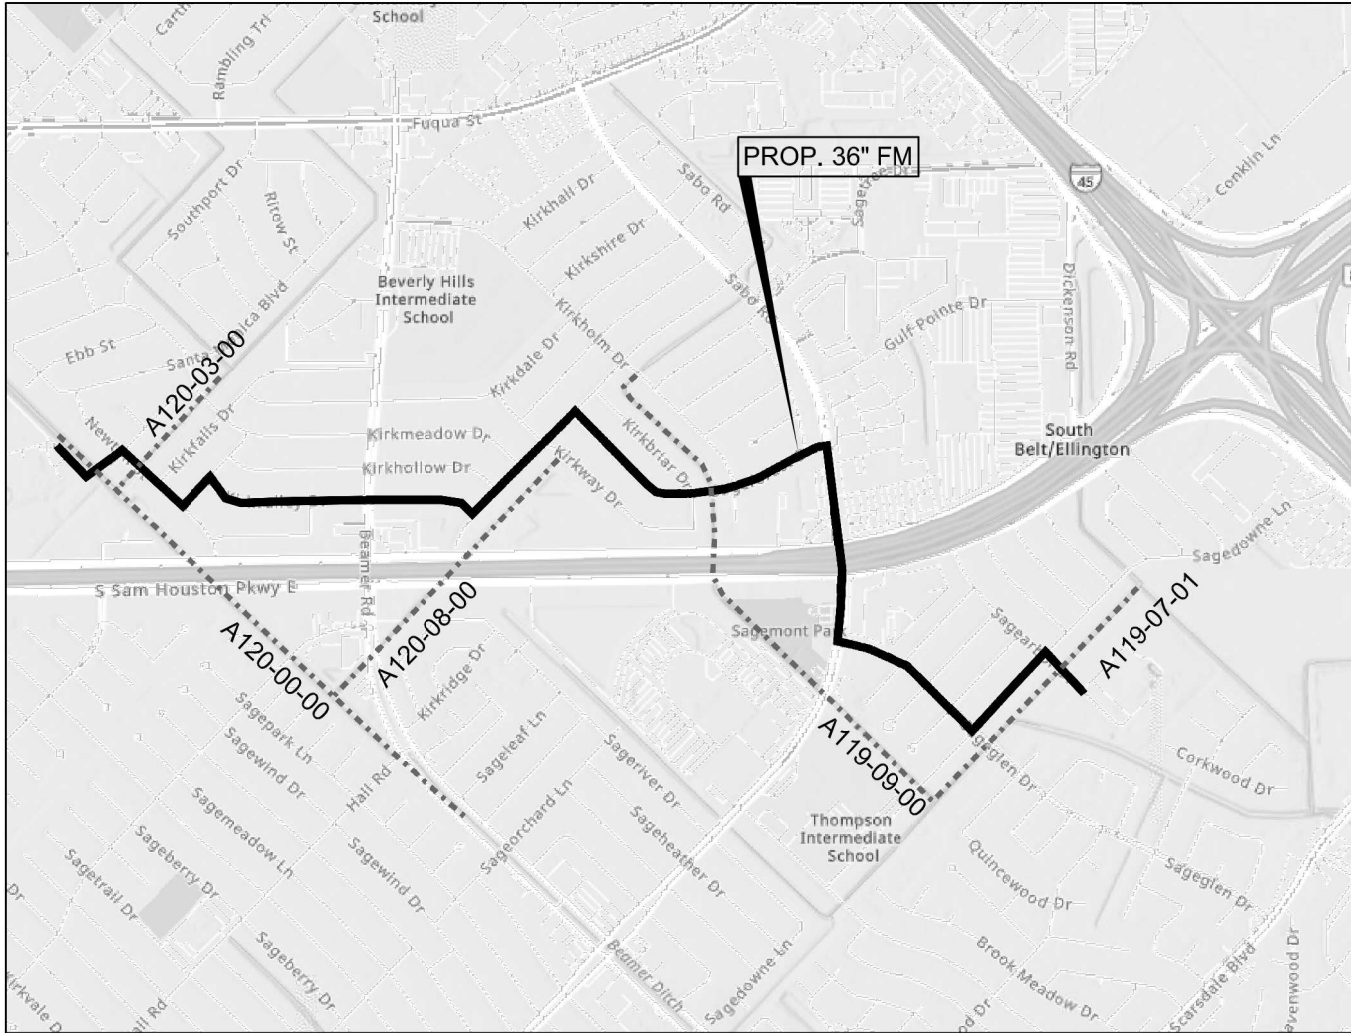 School
Rambling Trl
Fuqua St
PROP. 36" FM
45
Conklin Ln
Southport Dr
Ritow St
Kirkhall Dr
Kirkshire Dr
Sabo Rd
Sagetree Dr
Beverly Hills
Intermediate
School
Sabo Rd
Dickenson Rd
Gulf Pointe Dr
Ebb St
A120-03-00
Kirkholm Dr
Kirkdale Dr
Kirkfalls Dr
Kirkmeadow D
Kirkhollow Dr
Kirkbriar Dr
Kirkway Dr
South
Belt/Ellington
Beamer Rd
S Sam Houston Pkwy E
Sagedowne Ln
A120-00-00
A120-08-00
Sagemont Park
A119-07-01
Kirkridge Dr
Sagepark Ln
Sagewind Dr
Sageleaf Ln
Hall Rd
Sageriver Dr
A119-09-00
Corkwood Dr
Sagemeadow Ln
Sageorchard Ln
Sageheather Dr
Thompson
Intermediate
School
Sageberry Dr
Sagetrail Dr
Sagewind Dr
Quincewood Dr
Sageglen Dr
Sageberry Dr
Beamer Ditch
Sagedowne Ln
Brook Meadow Dr
Scarsdale Blvd